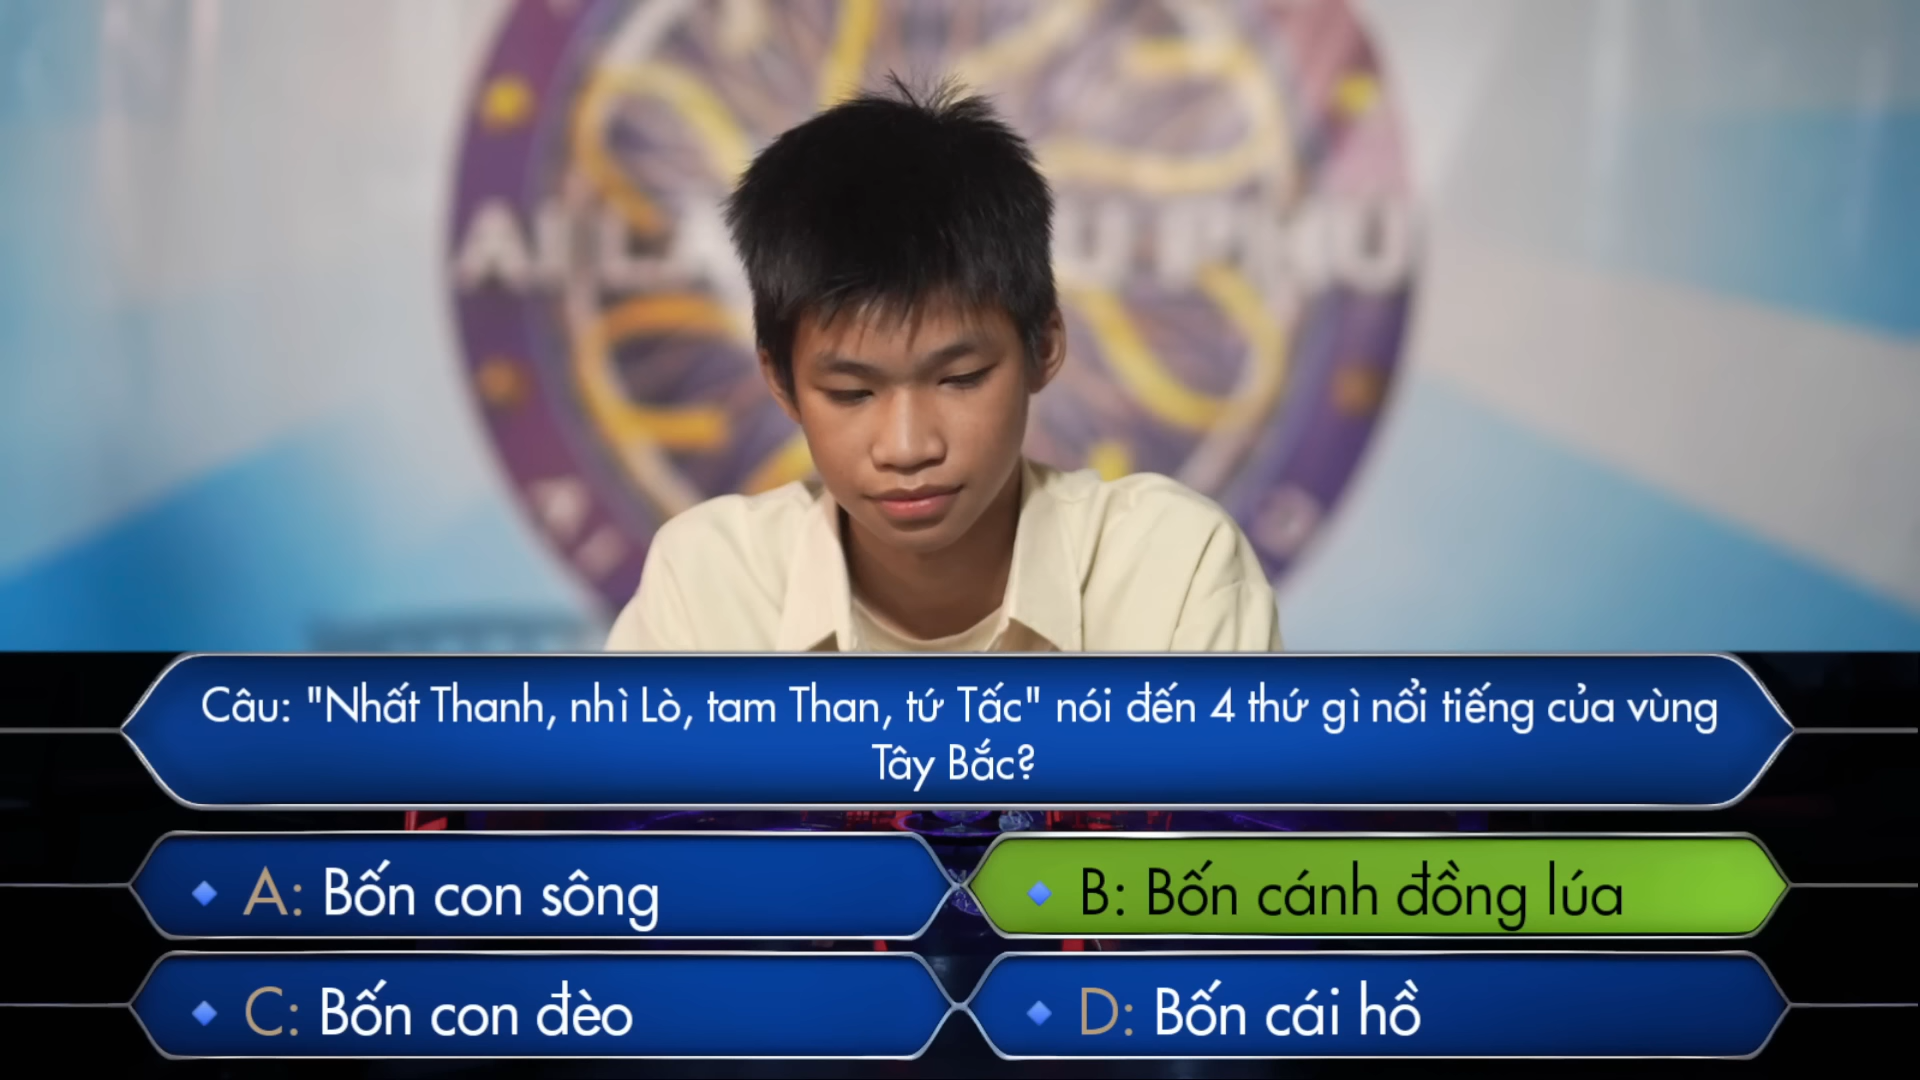 Câu: "Nhất Thanh, nhì Lò, tam Than, tứ Tấc" nói đến 4 thứ gì nổi tiếng của vùng
Tây Bắc?
A: Bốn con sông
B: Bốn cánh đồng lúa
C: Bốn con đèo
D: Bốn cái hồ